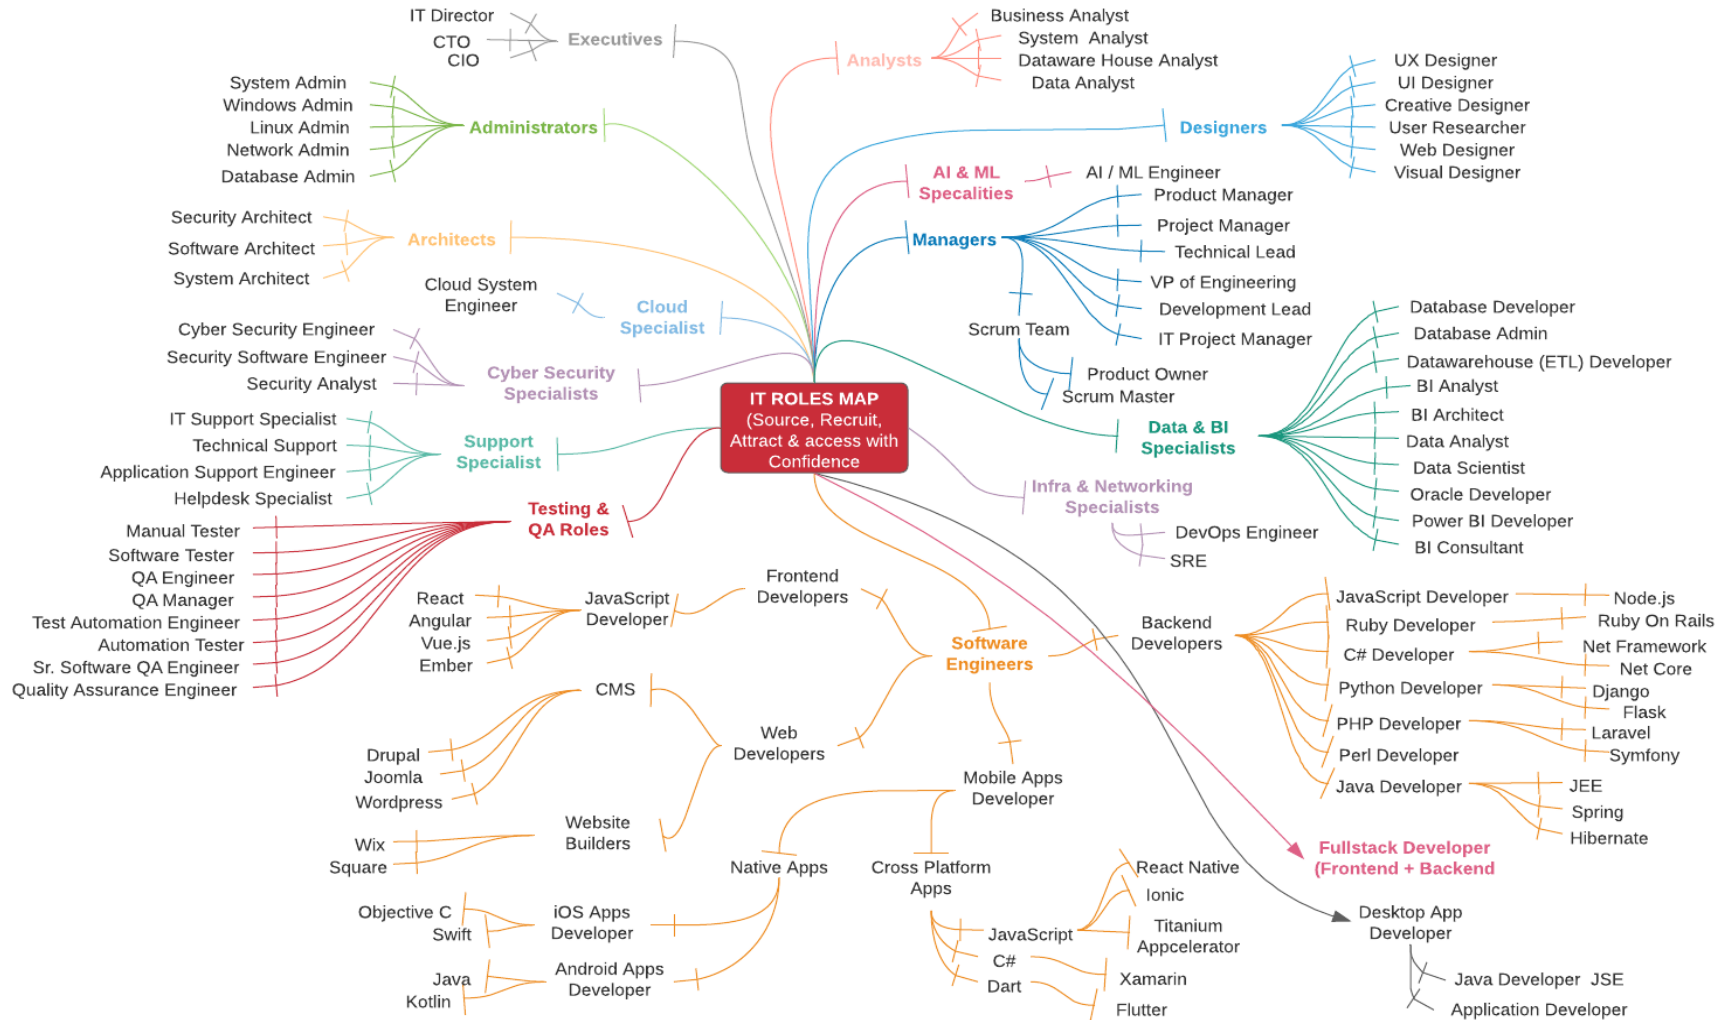 IT Director
CTO
CIO
Executives
System Admin
Windows Admin
Linux Admin
Network Admin
Database Admin
Administrators
Security Architect
Software Architect
System Architect
Architects
Cloud System
Engineer
Cloud
Specialist
Cyber Security Engineer
Security Software Engineer
Security Analyst
Cyber Security
Specialists
IT Support Specialist
Technical Support
Application Support Engineer
Helpdesk Specialist
Support
Specialist
Testing &
QA Roles
Manual Tester
Software Tester
QA Engineer
QA Manager
Test Automation Engineer
Automation Tester
Sr. Software QA Engineer
Quality Assurance Engineer
IT ROLES MAP
(Source, Recruit,
Attract & access with
Confidence
Analysts
Business Analyst
System Analyst
Dataware House Analyst
Data Analyst
Designers
UX Designer
UI Designer
Creative Designer
User Researcher
Web Designer
Visual Designer
AI & ML
Specalities
AI / ML Engineer
Managers
Product Manager
Project Manager
Technical Lead
VP of Engineering
Development Lead
IT Project Manager
Scrum Team
Product Owner
Scrum Master
Data & BI
Specialists
Database Developer
Database Admin
Datawarehouse (ETL) Developer
BI Analyst
BI Architect
Data Analyst
Data Scientist
Oracle Developer
Power BI Developer
BI Consultant
Infra & Networking
Specialists
DevOps Engineer
SRE
Software
Engineers
Frontend
Developers
JavaScript
Developer
React
Angular
Vue.js
Ember
Web
Developers
CMS
Drupal
Joomla
Wordpress
Website
Builders
Wix
Square
Mobile Apps
Developer
Native Apps
iOS Apps
Developer
Objective C
Swift
Android Apps
Developer
Java
Kotlin
Cross Platform
Apps
JavaScript
React Native
Ionic
Titanium
Appcelerator
C#
Xamarin
Dart
Flutter
Backend
Developers
JavaScript Developer
Node.js
Ruby Developer
Ruby On Rails
C# Developer
Net Framework
Net Core
Python Developer
Django
Flask
PHP Developer
Laravel
Symfony
Perl Developer
Java Developer
JEE
Spring
Hibernate
Fullstack Developer
(Frontend + Backend
Desktop App
Developer
Java Developer JSE
Application Developer